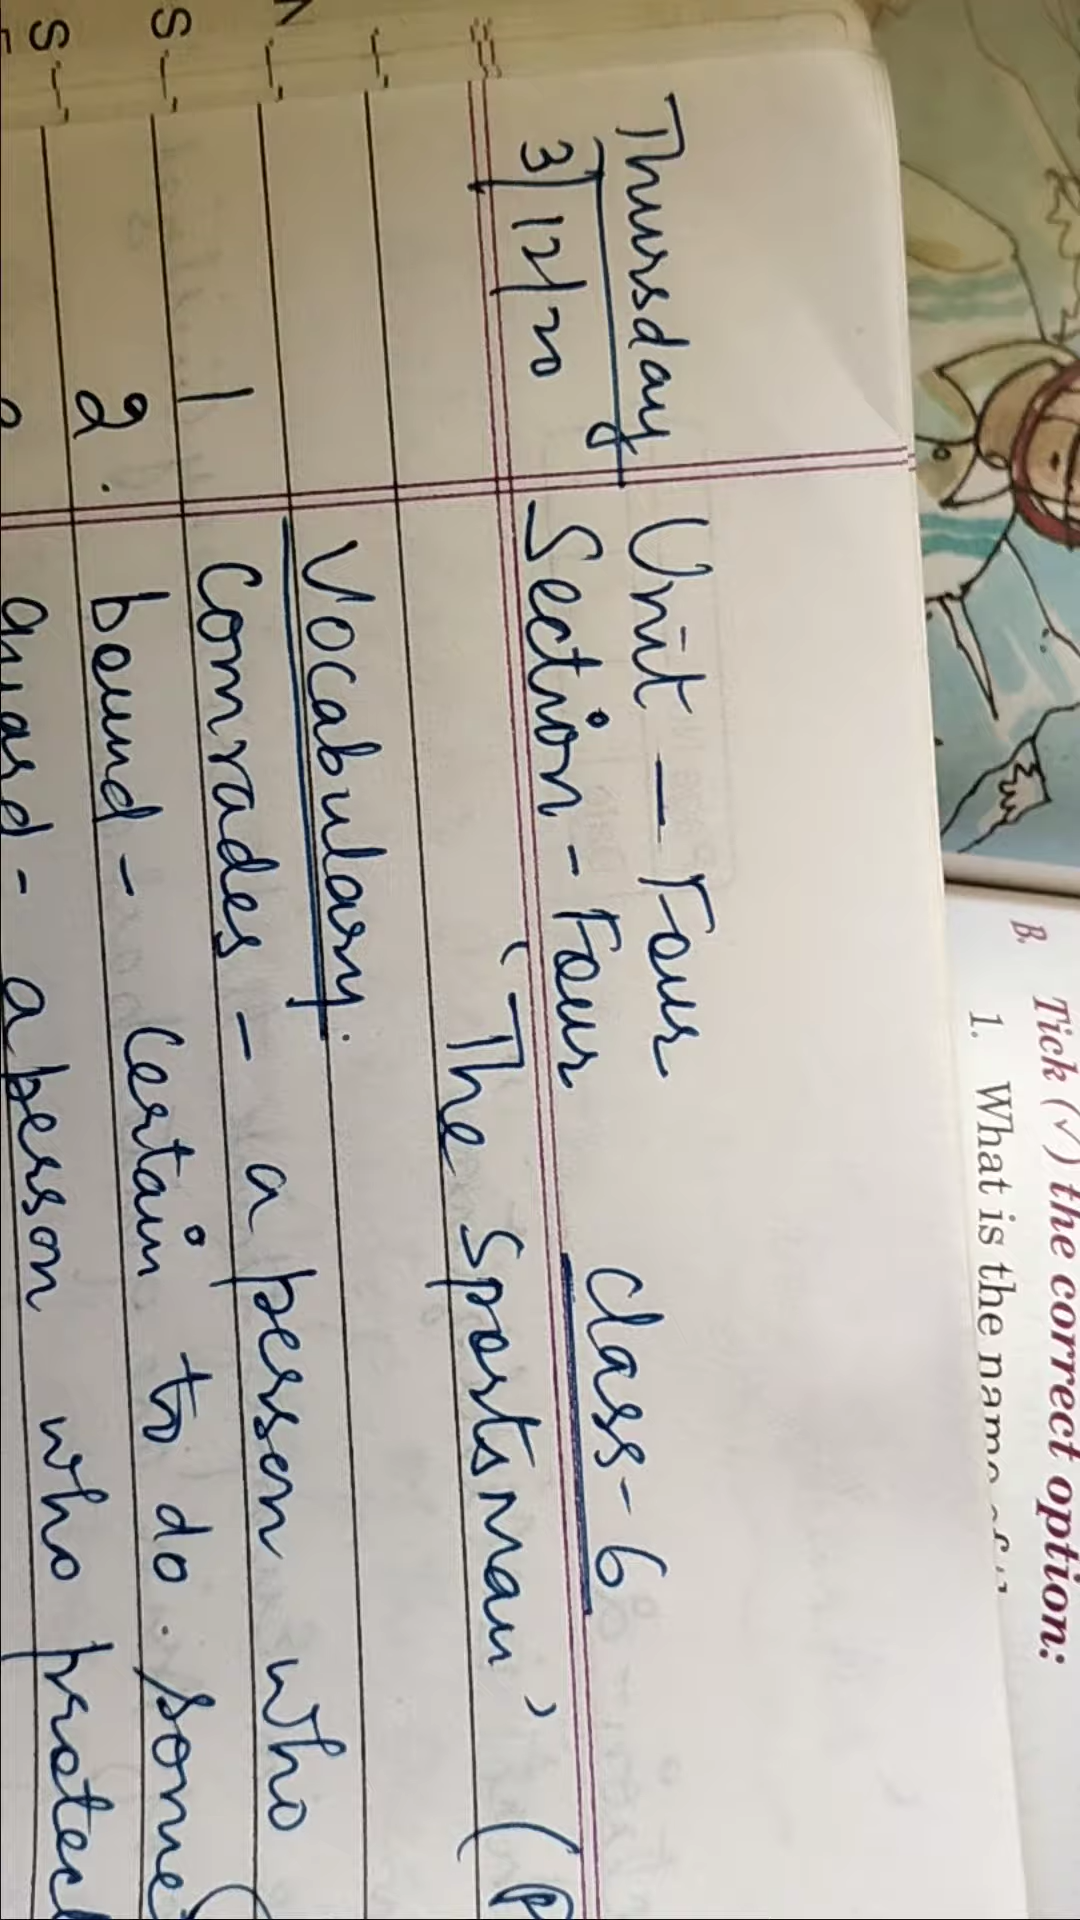 B. Tick (✓) the correct option:
1. What is the name
Thursday Unit - Four
3/12/20 Section - Four Class - 6
'The Sportsman'
Vocabulary.
1 Comrades - a person who
2. bound - Certain to do some
guard - a person who protec